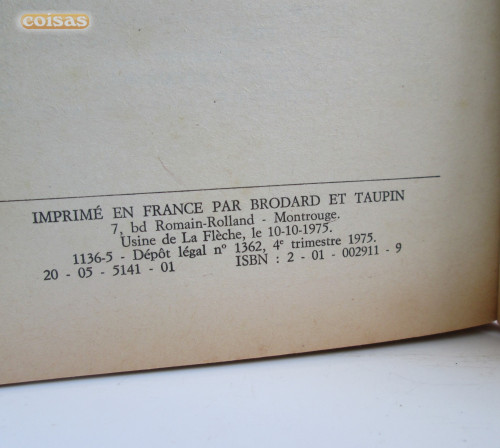 coisas
IMPRIMÉ EN FRANCE PAR BRODARD ET TAUPIN
7, bd Romain-Rolland - Montrouge.
Usine de La Flèche, le 10-10-1975.
1136-5 - Dépôt légal nº 1362, 4e trimestre 1975.
20 - 05 - 5141 - 01 ISBN : 2 - 01 - 002911 - 9